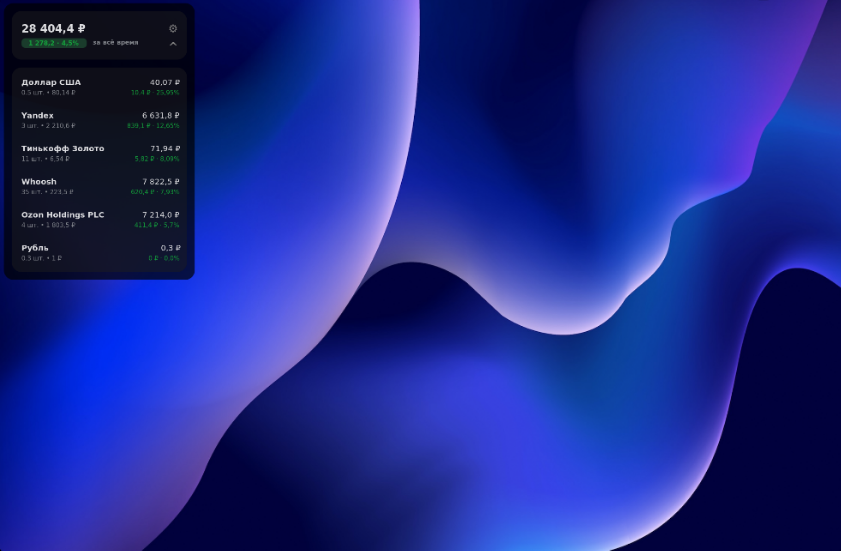 28 404,4 ₽
1 278,2 · 4,5% за всё время
Доллар США 40,07 ₽
0.5 шт. • 80,14 ₽ 10,4 ₽ · 25,95%
Yandex 6 631,8 ₽
3 шт. • 2 210,6 ₽ 839,1 ₽ · 12,65%
Тинькофф Золото 71,94 ₽
11 шт. • 6,54 ₽ 5,82 ₽ · 8,09%
Whoosh 7 822,5 ₽
35 шт. • 223,5 ₽ 620,4 ₽ · 7,93%
Ozon Holdings PLC 7 214,0 ₽
4 шт. • 1 803,5 ₽ 411,4 ₽ · 5,7%
Рубль 0,3 ₽
0.3 шт. • 1 ₽ 0 ₽ · 0,0%